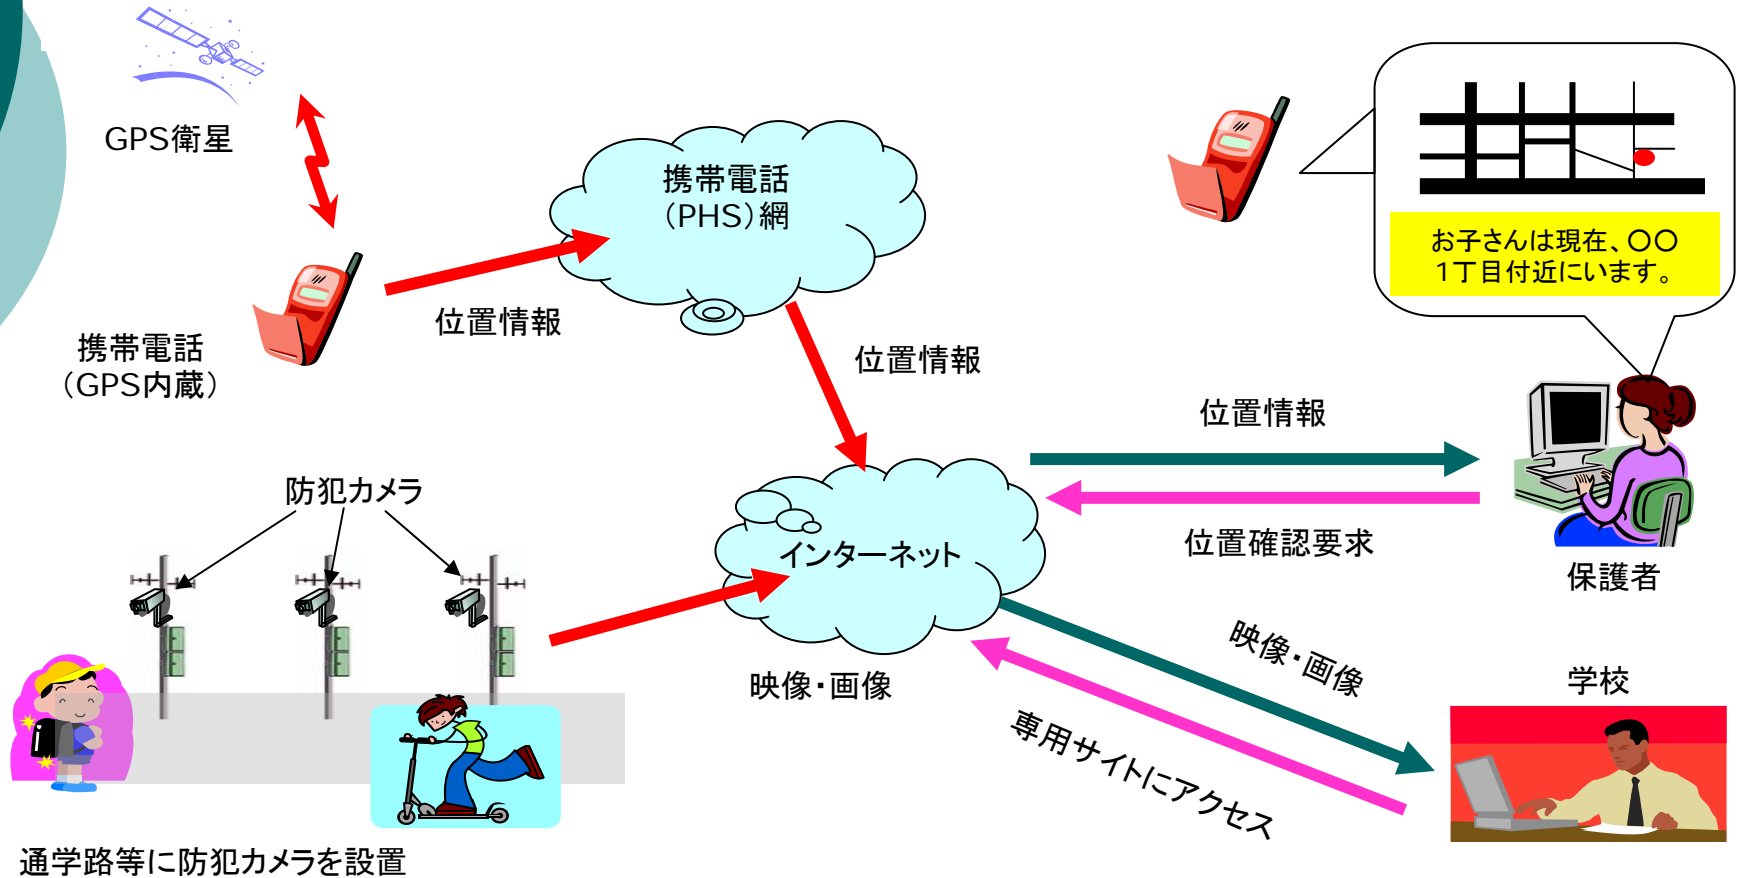 GPS衛星
携帯電話
（PHS）網
お子さんは現在、〇〇
1丁目付近にいます。
位置情報
携帯電話
（GPS内蔵）
位置情報
位置情報
防犯カメラ
インターネット
位置確認要求
保護者
映像・画像
映像・画像
学校
専用サイトにアクセス
通学路等に防犯カメラを設置